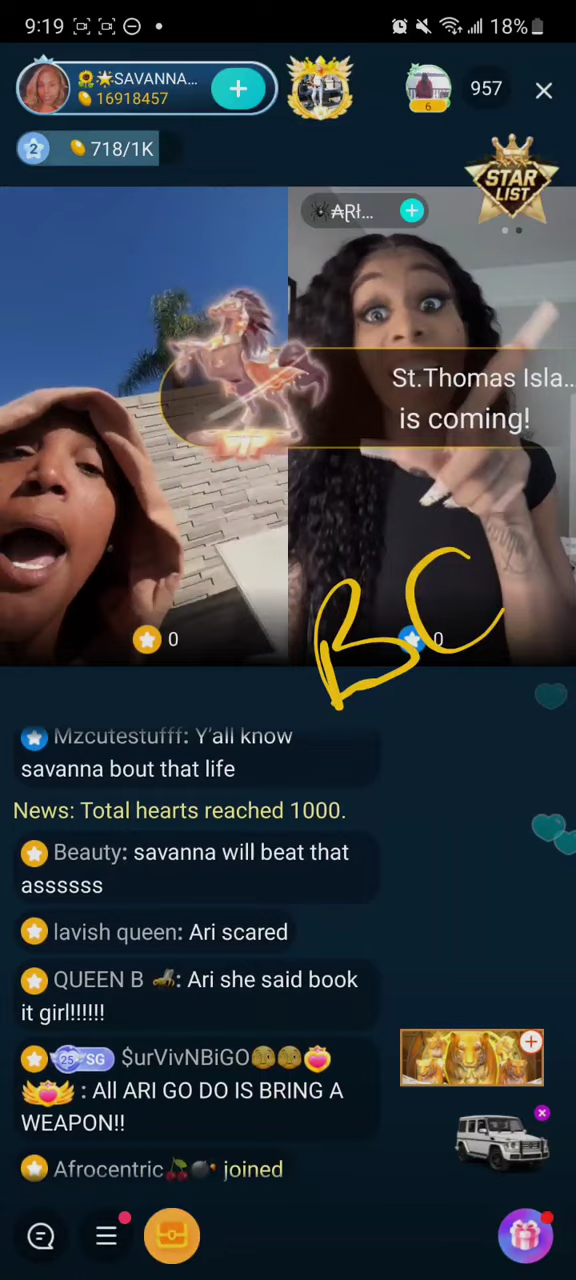 9:19
18%
🌻🌟SAVANNA...
16918457
6
957
2
718/1K
STAR
LIST
St.Thomas Isla..
is coming!
0
0
BC
Mzcutestufff: Y'all know
savanna bout that life
News: Total hearts reached 1000.
Beauty: savanna will beat that
assssss
lavish queen: Ari scared
QUEEN B 🦂: Ari she said book
it girl!!!!!!
25 SG $urVivNBiGO
: All ARI GO DO IS BRING A
WEAPON!!
Afrocentric🍒💣 joined